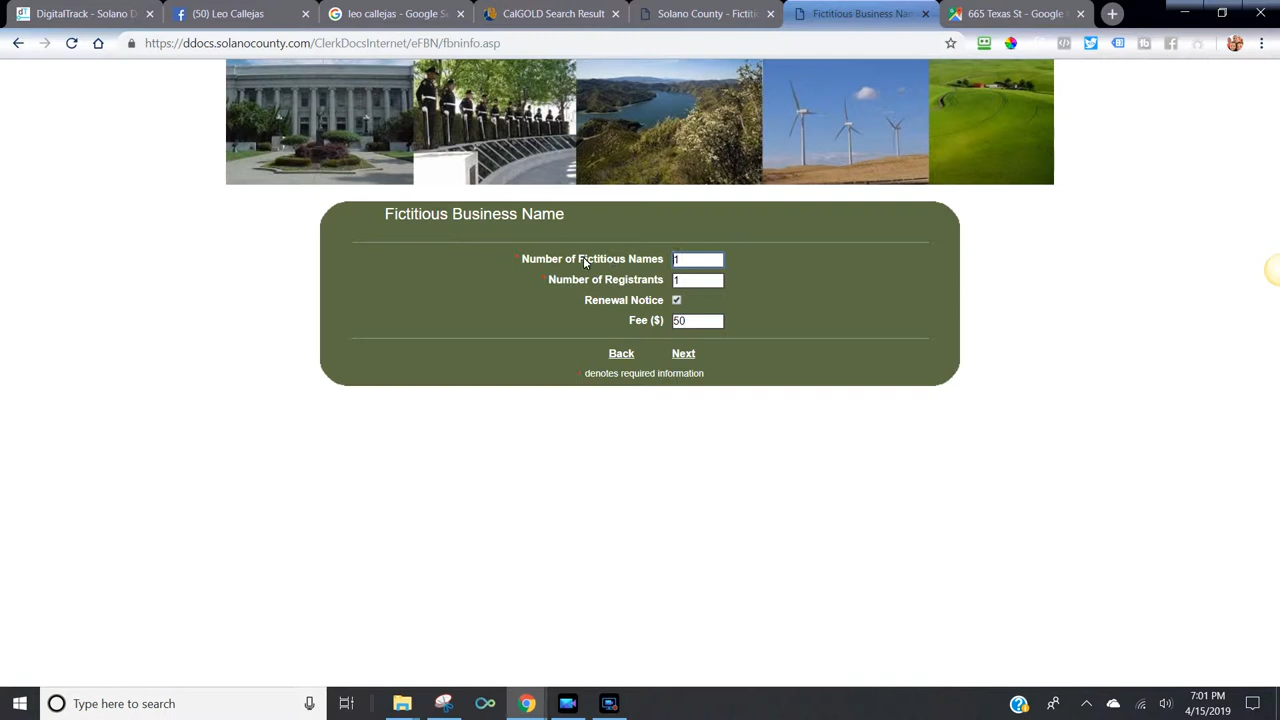 DigitalTrack - Solano D
(50) Leo Callejas
leo callejas - Google S
CalGOLD Search Result
Solano County - Fictiti
Fictitious Business Na
665 Texas St - Google
https://ddocs.solanocounty.com/ClerkDocsInternet/eFBN/fbninfo.asp
Fictitious Business Name
* Number of Fictitious Names 1
* Number of Registrants 1
Renewal Notice
Fee ($) 50
Back Next
* denotes required information
Type here to search
7:01 PM
4/15/2019